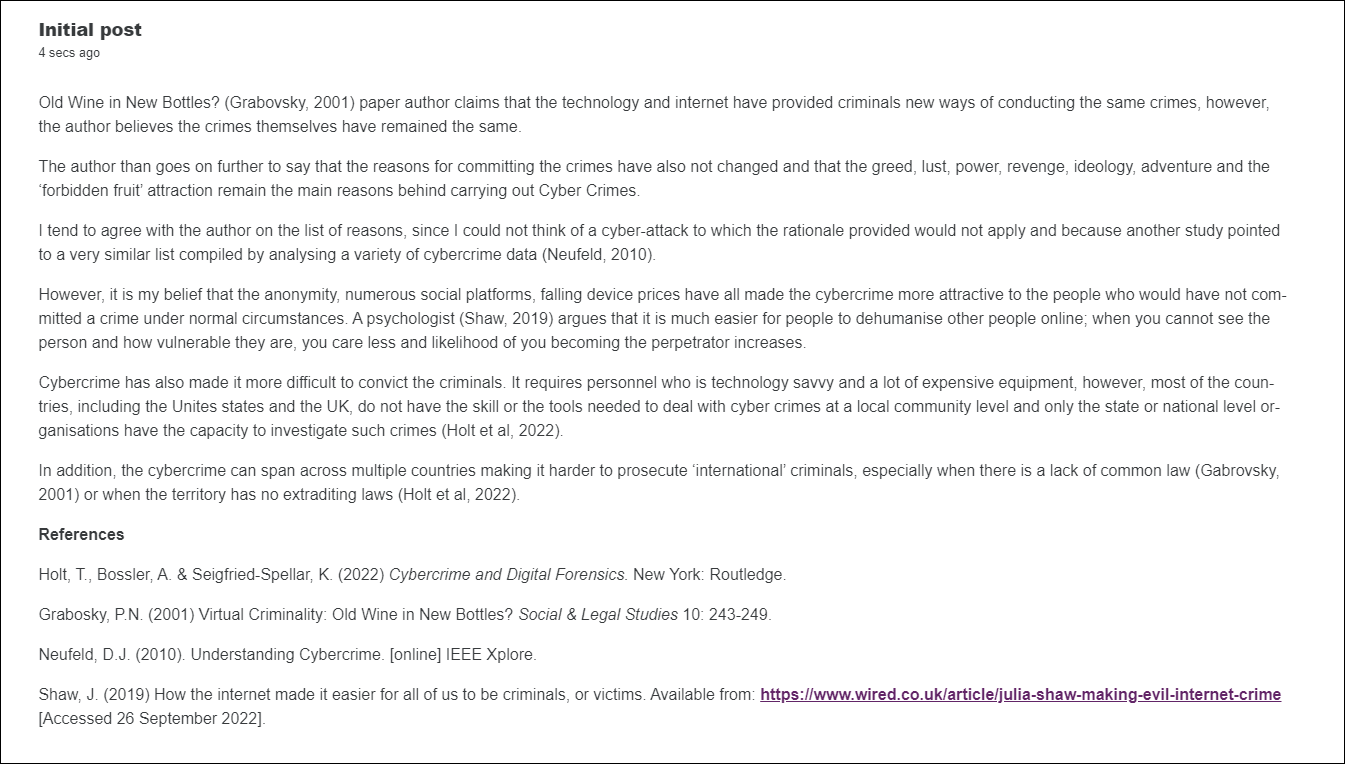 Initial post
4 secs ago
Old Wine in New Bottles? (Grabovsky, 2001) paper author claims that the technology and internet have provided criminals new ways of conducting the same crimes, however,
the author believes the crimes themselves have remained the same.
The author than goes on further to say that the reasons for committing the crimes have also not changed and that the greed, lust, power, revenge, ideology, adventure and the
‘forbidden fruit’ attraction remain the main reasons behind carrying out Cyber Crimes.
I tend to agree with the author on the list of reasons, since I could not think of a cyber-attack to which the rationale provided would not apply and because another study pointed
to a very similar list compiled by analysing a variety of cybercrime data (Neufeld, 2010).
However, it is my belief that the anonymity, numerous social platforms, falling device prices have all made the cybercrime more attractive to the people who would have not com-
mitted a crime under normal circumstances. A psychologist (Shaw, 2019) argues that it is much easier for people to dehumanise other people online; when you cannot see the
person and how vulnerable they are, you care less and likelihood of you becoming the perpetrator increases.
Cybercrime has also made it more difficult to convict the criminals. It requires personnel who is technology savvy and a lot of expensive equipment, however, most of the coun-
tries, including the Unites states and the UK, do not have the skill or the tools needed to deal with cyber crimes at a local community level and only the state or national level or-
ganisations have the capacity to investigate such crimes (Holt et al, 2022).
In addition, the cybercrime can span across multiple countries making it harder to prosecute ‘international’ criminals, especially when there is a lack of common law (Gabrovsky,
2001) or when the territory has no extraditing laws (Holt et al, 2022).
References
Holt, T., Bossler, A. & Seigfried-Spellar, K. (2022) Cybercrime and Digital Forensics. New York: Routledge.
Grabosky, P.N. (2001) Virtual Criminality: Old Wine in New Bottles? Social & Legal Studies 10: 243-249.
Neufeld, D.J. (2010). Understanding Cybercrime. [online] IEEE Xplore.
Shaw, J. (2019) How the internet made it easier for all of us to be criminals, or victims. Available from: https://www.wired.co.uk/article/julia-shaw-making-evil-internet-crime
[Accessed 26 September 2022].